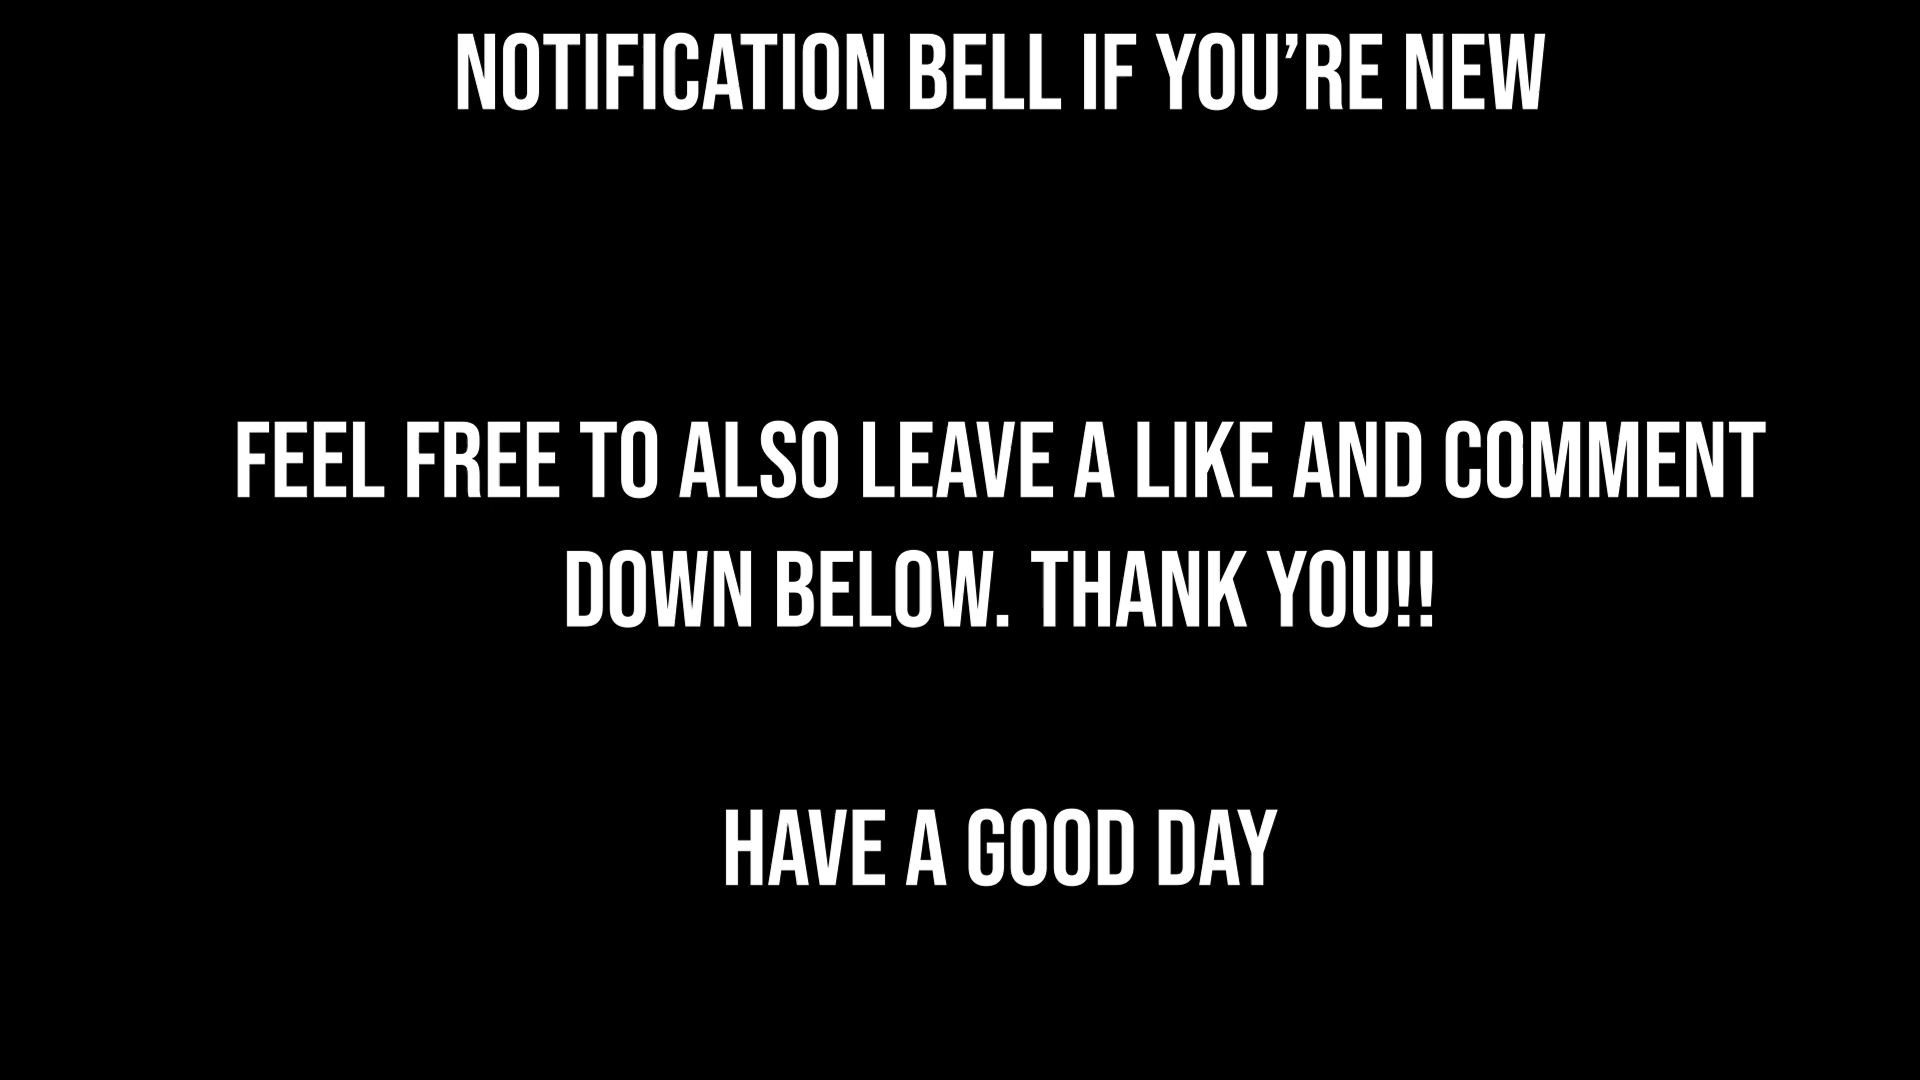 NOTIFICATION BELL IF YOU’RE NEW
FEEL FREE TO ALSO LEAVE A LIKE AND COMMENT
DOWN BELOW. THANK YOU!!
HAVE A GOOD DAY